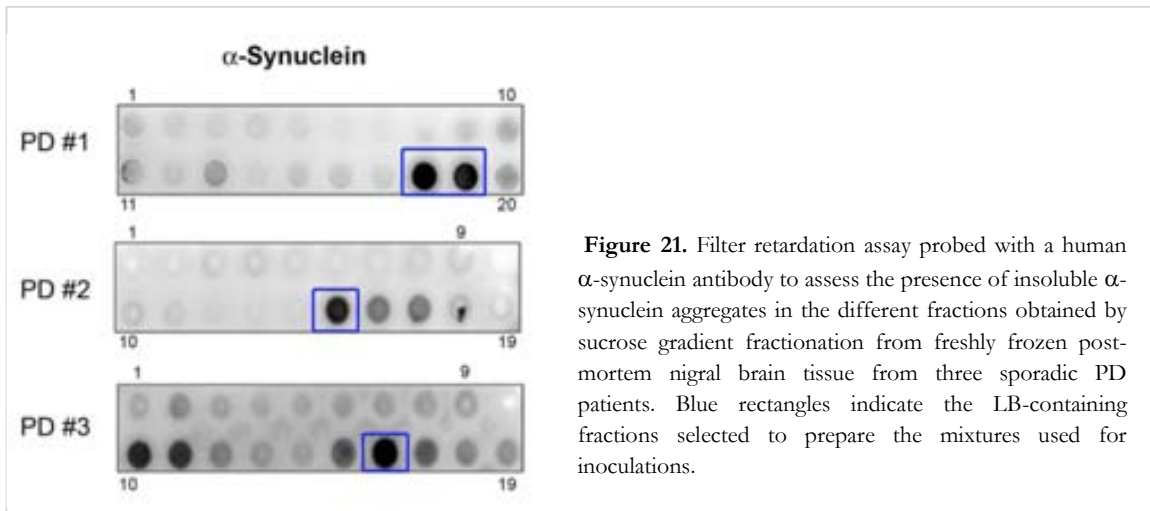 α-Synuclein
1 10
PD #1
11 20
1 9
PD #2
10 19
1 9
PD #3
10 19
Figure 21. Filter retardation assay probed with a human
α-synuclein antibody to assess the presence of insoluble α-
synuclein aggregates in the different fractions obtained by
sucrose gradient fractionation from freshly frozen post-
mortem nigral brain tissue from three sporadic PD
patients. Blue rectangles indicate the LB-containing
fractions selected to prepare the mixtures used for
inoculations.